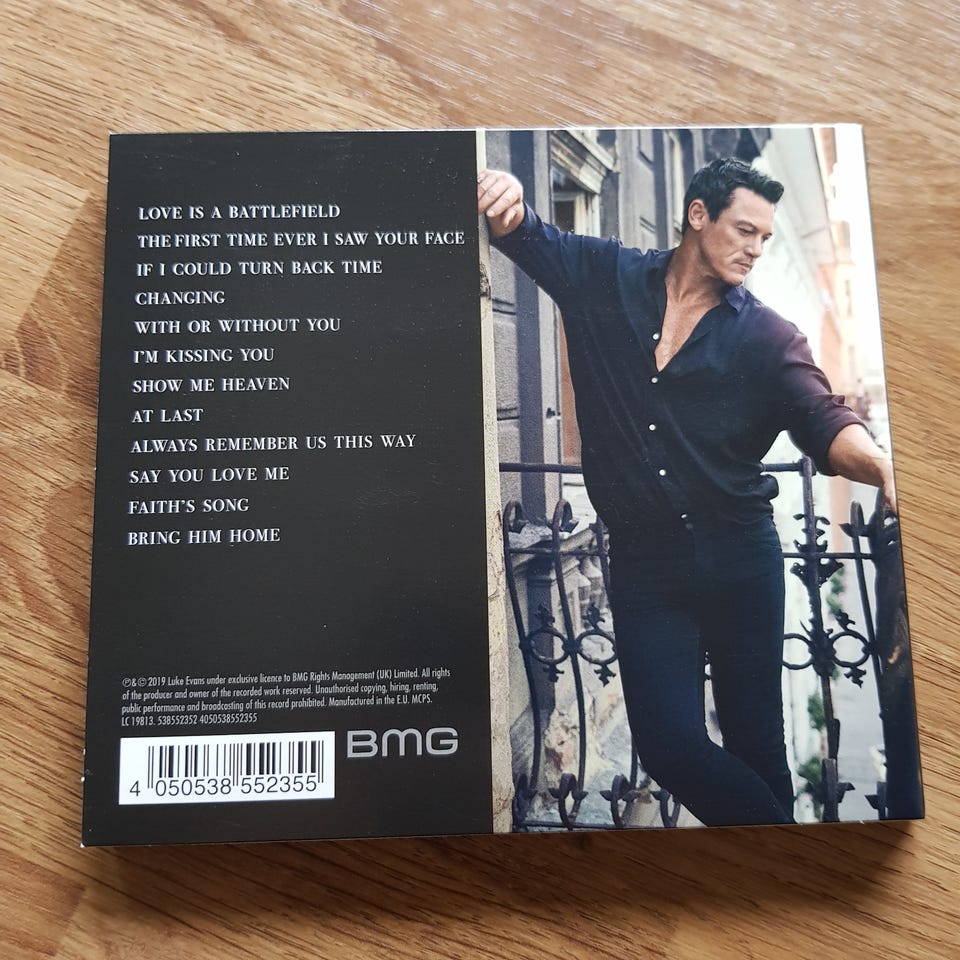 LOVE IS A BATTLEFIELD
THE FIRST TIME EVER I SAW YOUR FACE
IF I COULD TURN BACK TIME
CHANGING
WITH OR WITHOUT YOU
I'M KISSING YOU
SHOW ME HEAVEN
AT LAST
ALWAYS REMEMBER US THIS WAY
SAY YOU LOVE ME
FAITH'S SONG
BRING HIM HOME
℗&© 2019 Luke Evans under exclusive licence to BMG Rights Management (UK) Limited. All rights
of the producer and owner of the recorded work reserved. Unauthorised copying, hiring, renting,
public performance and broadcasting of this record prohibited. Manufactured in the E.U. MCPS.
LC 19813. 538552352 4050538552355
BMG
4 050538 552355